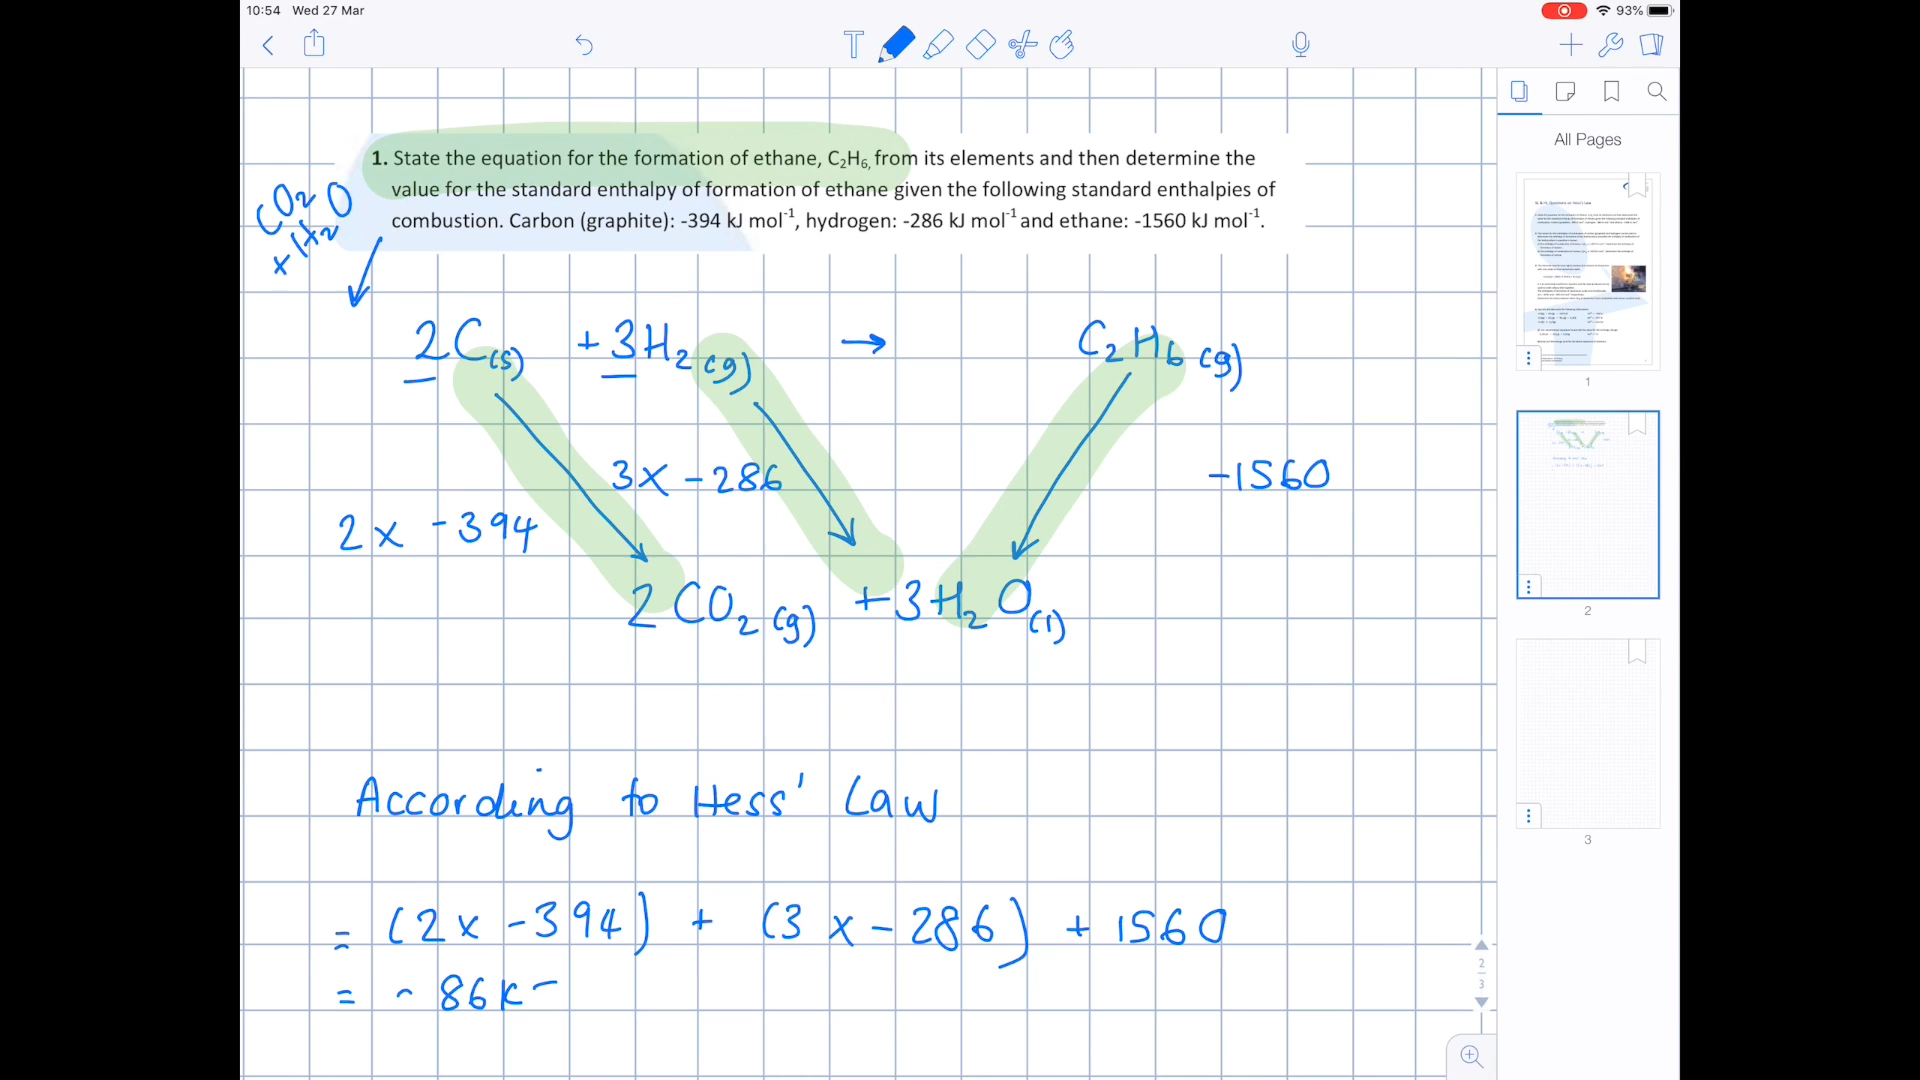 10:54 Wed 27 Mar
93%
All Pages
1. State the equation for the formation of ethane, C₂H₆, from its elements and then determine the
value for the standard enthalpy of formation of ethane given the following standard enthalpies of
combustion. Carbon (graphite): -394 kJ mol⁻¹, hydrogen: -286 kJ mol⁻¹ and ethane: -1560 kJ mol⁻¹.
CO₂
+ H₂O
2C(s) + 3H₂(g) → C₂H₆(g)
3x - 286
-1560
2x - 394
2CO₂(g) + 3H₂O(l)
According to Hess' Law
= (2x -394) + (3x - 286) + 1560
= - 86k
1
2
3
2
3